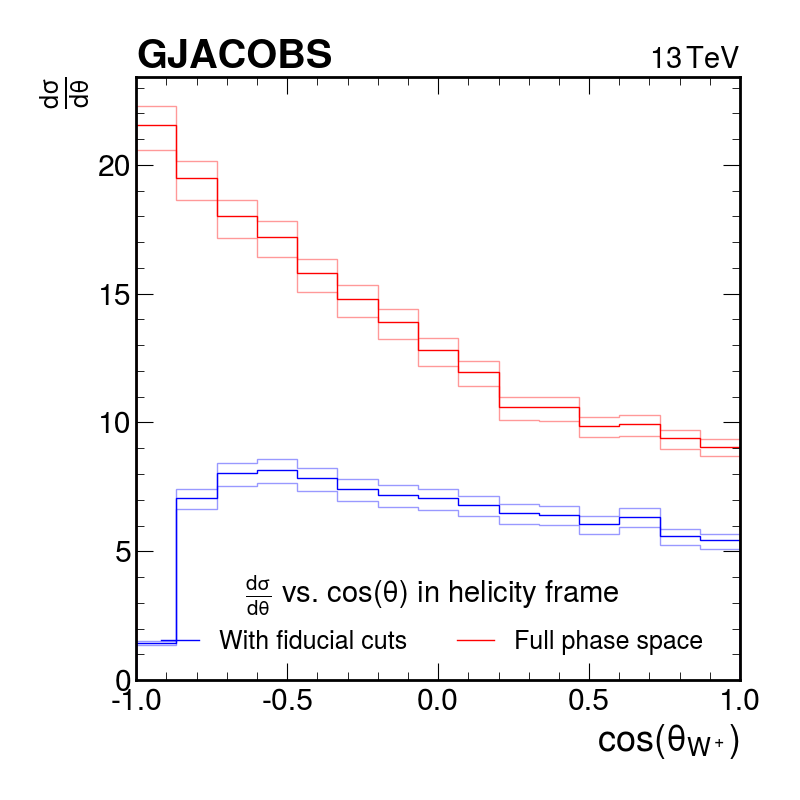 GJACOBS 13 TeV
dσ
dθ
20
15
10
5
0
dσ/dθ vs. cos(θ) in helicity frame
With fiducial cuts Full phase space
-1.0 -0.5 0.0 0.5 1.0
cos(θ_W⁺)